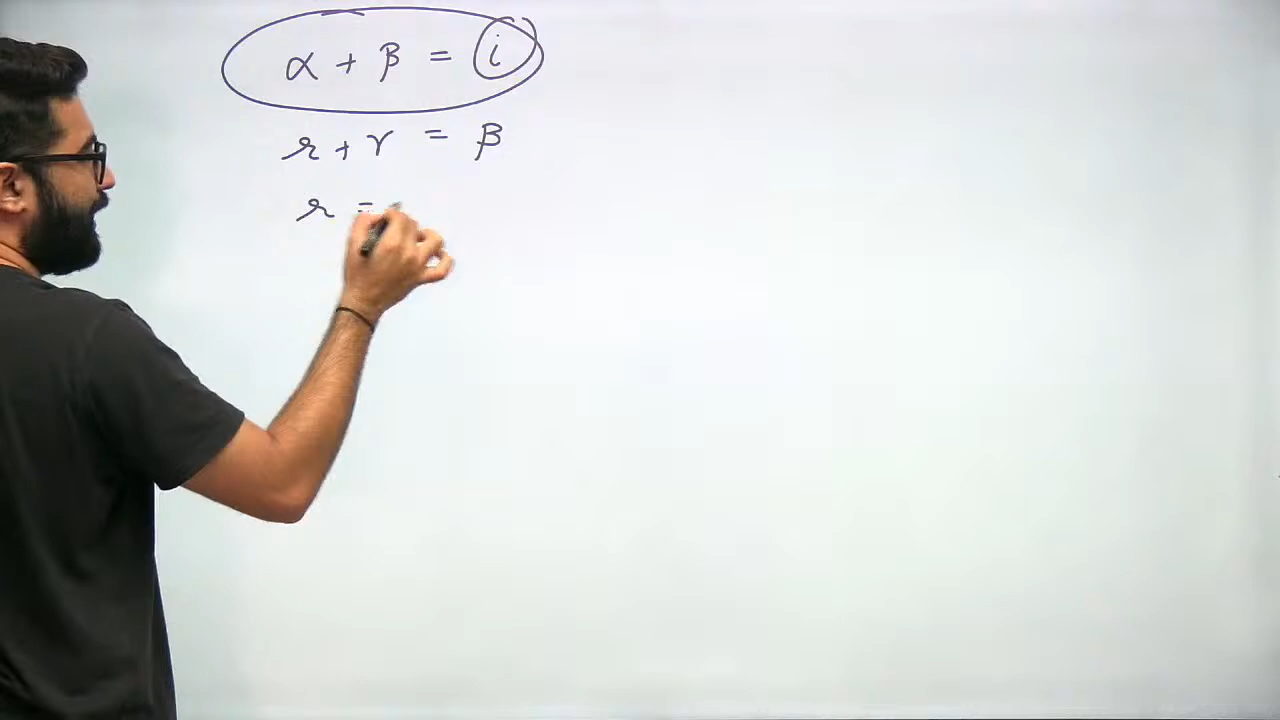 α + β = i
r + γ = β
r =